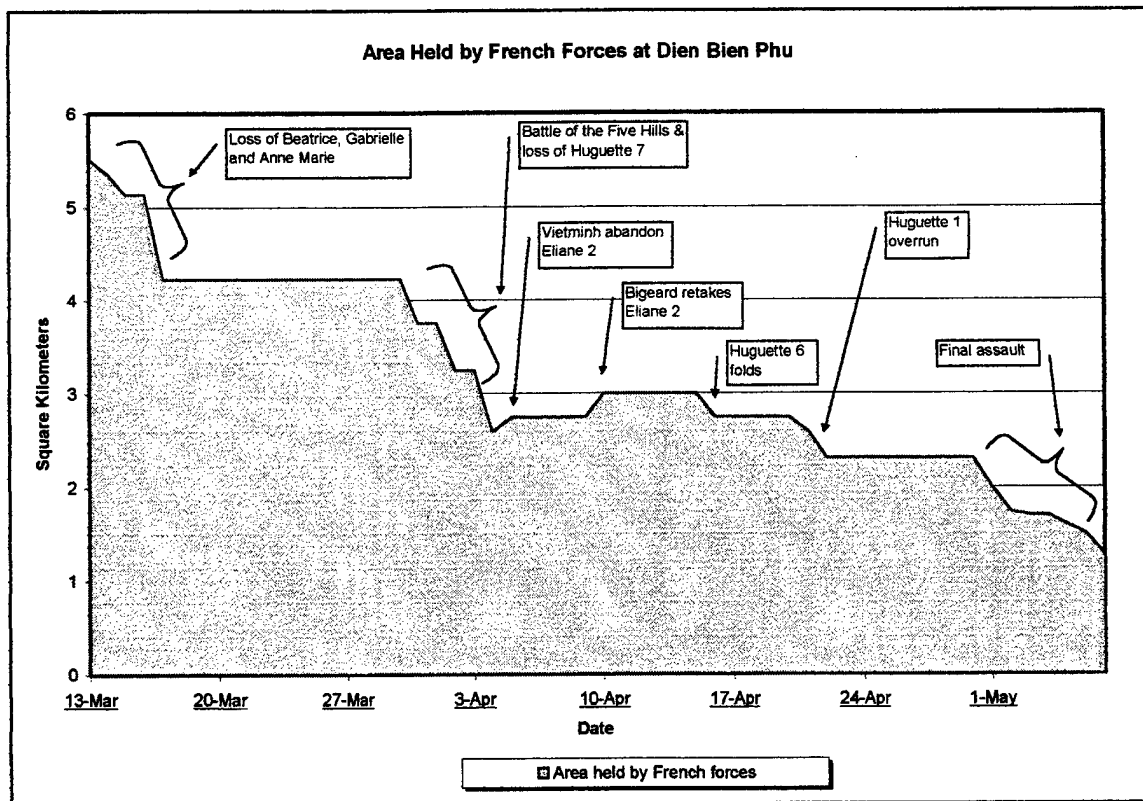 Area Held by French Forces at Dien Bien Phu
6
5
4
3
2
1
0
Square Kilometers
Loss of Beatrice, Gabrielle
and Anne Marie
Battle of the Five Hills &
loss of Huguette 7
Vietminh abandon
Eliane 2
Bigeard retakes
Eliane 2
Huguette 6
folds
Huguette 1
overrun
Final assault
13-Mar 20-Mar 27-Mar 3-Apr 10-Apr 17-Apr 24-Apr 1-May
Date
Area held by French forces